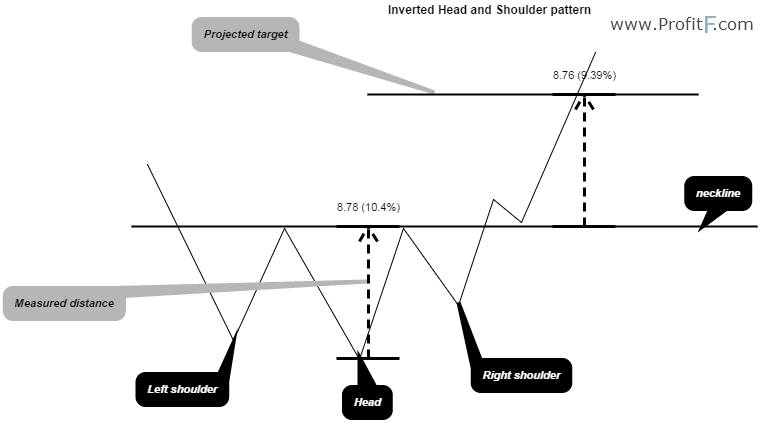 Inverted Head and Shoulder pattern
www.ProfitF.com
Projected target
8.76 (9.39%)
neckline
8.78 (10.4%)
Measured distance
Left shoulder
Head
Right shoulder